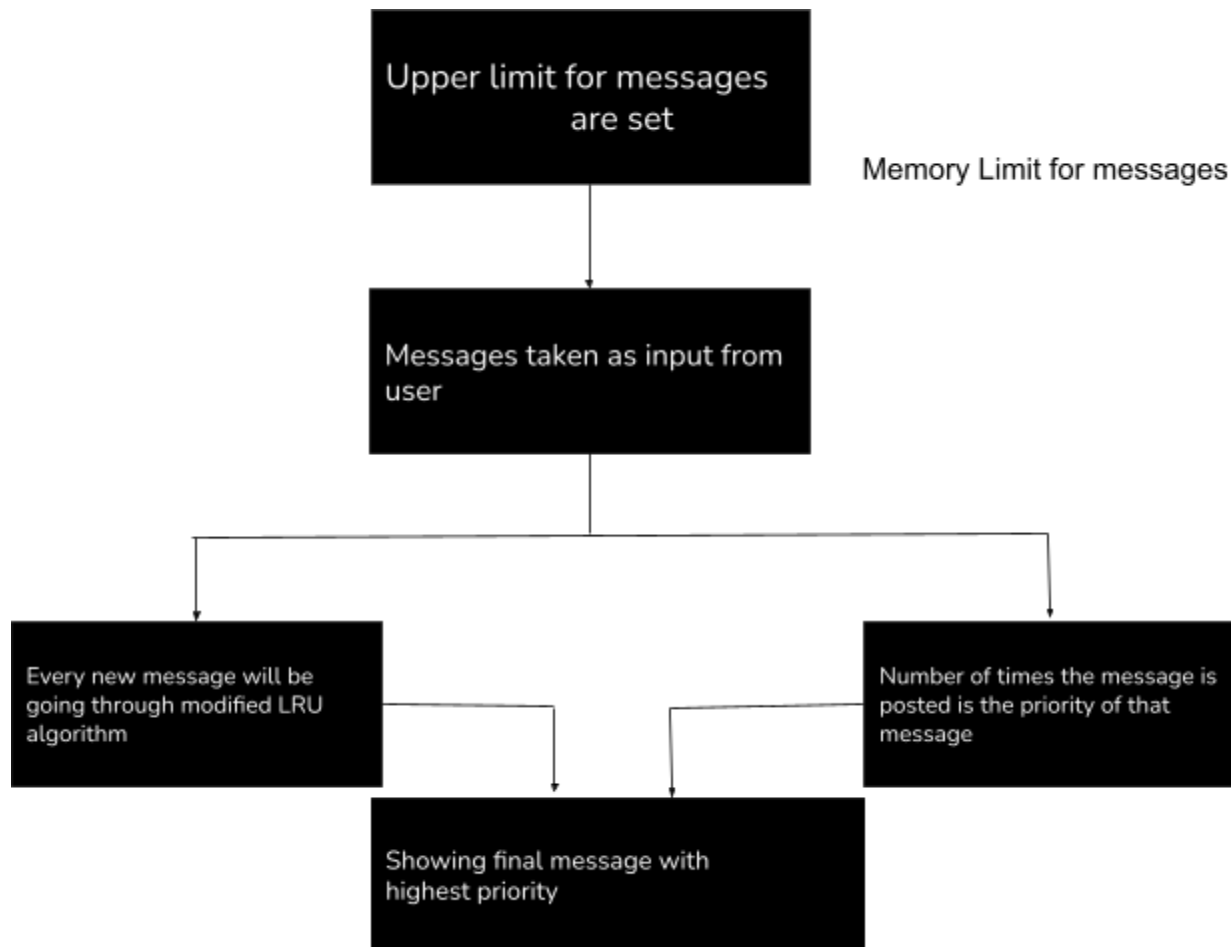 Upper limit for messages
are set
Memory Limit for messages
Messages taken as input from
user
Every new message will be
going through modified LRU
algorithm
Number of times the message is
posted is the priority of that
message
Showing final message with
highest priority